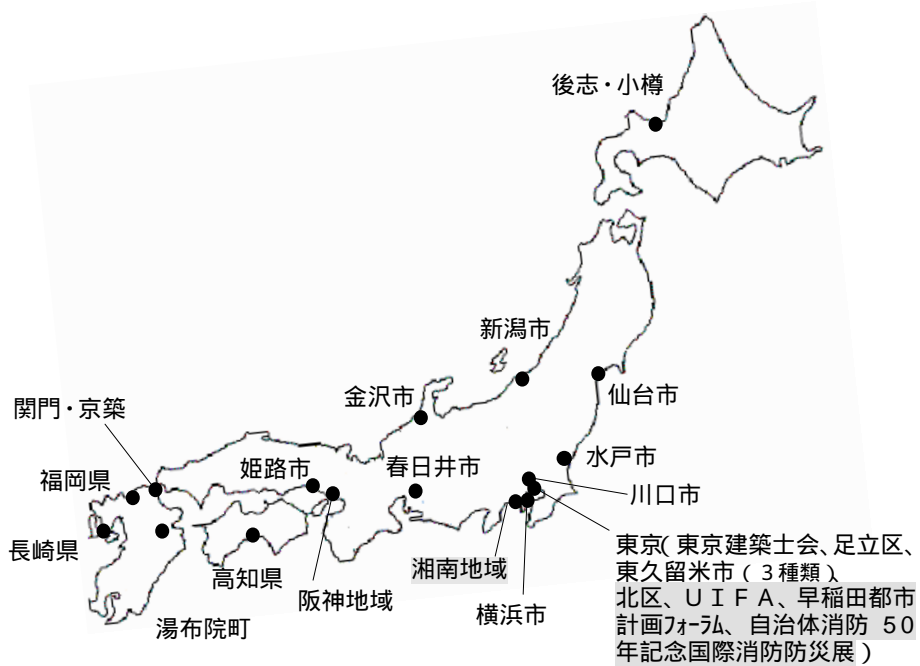 後志・小樽
新潟市
仙台市
金沢市
関門・京築
水戸市
姫路市
春日井市
福岡県
川口市
長崎県
東京(東京建築士会、足立区、
東久留米市(3種類)、
北区、UIFA、早稲田都市
計画フォーラム、自治体消防 50
年記念国際消防防災展)
湘南地域
高知県
阪神地域
横浜市
湯布院町